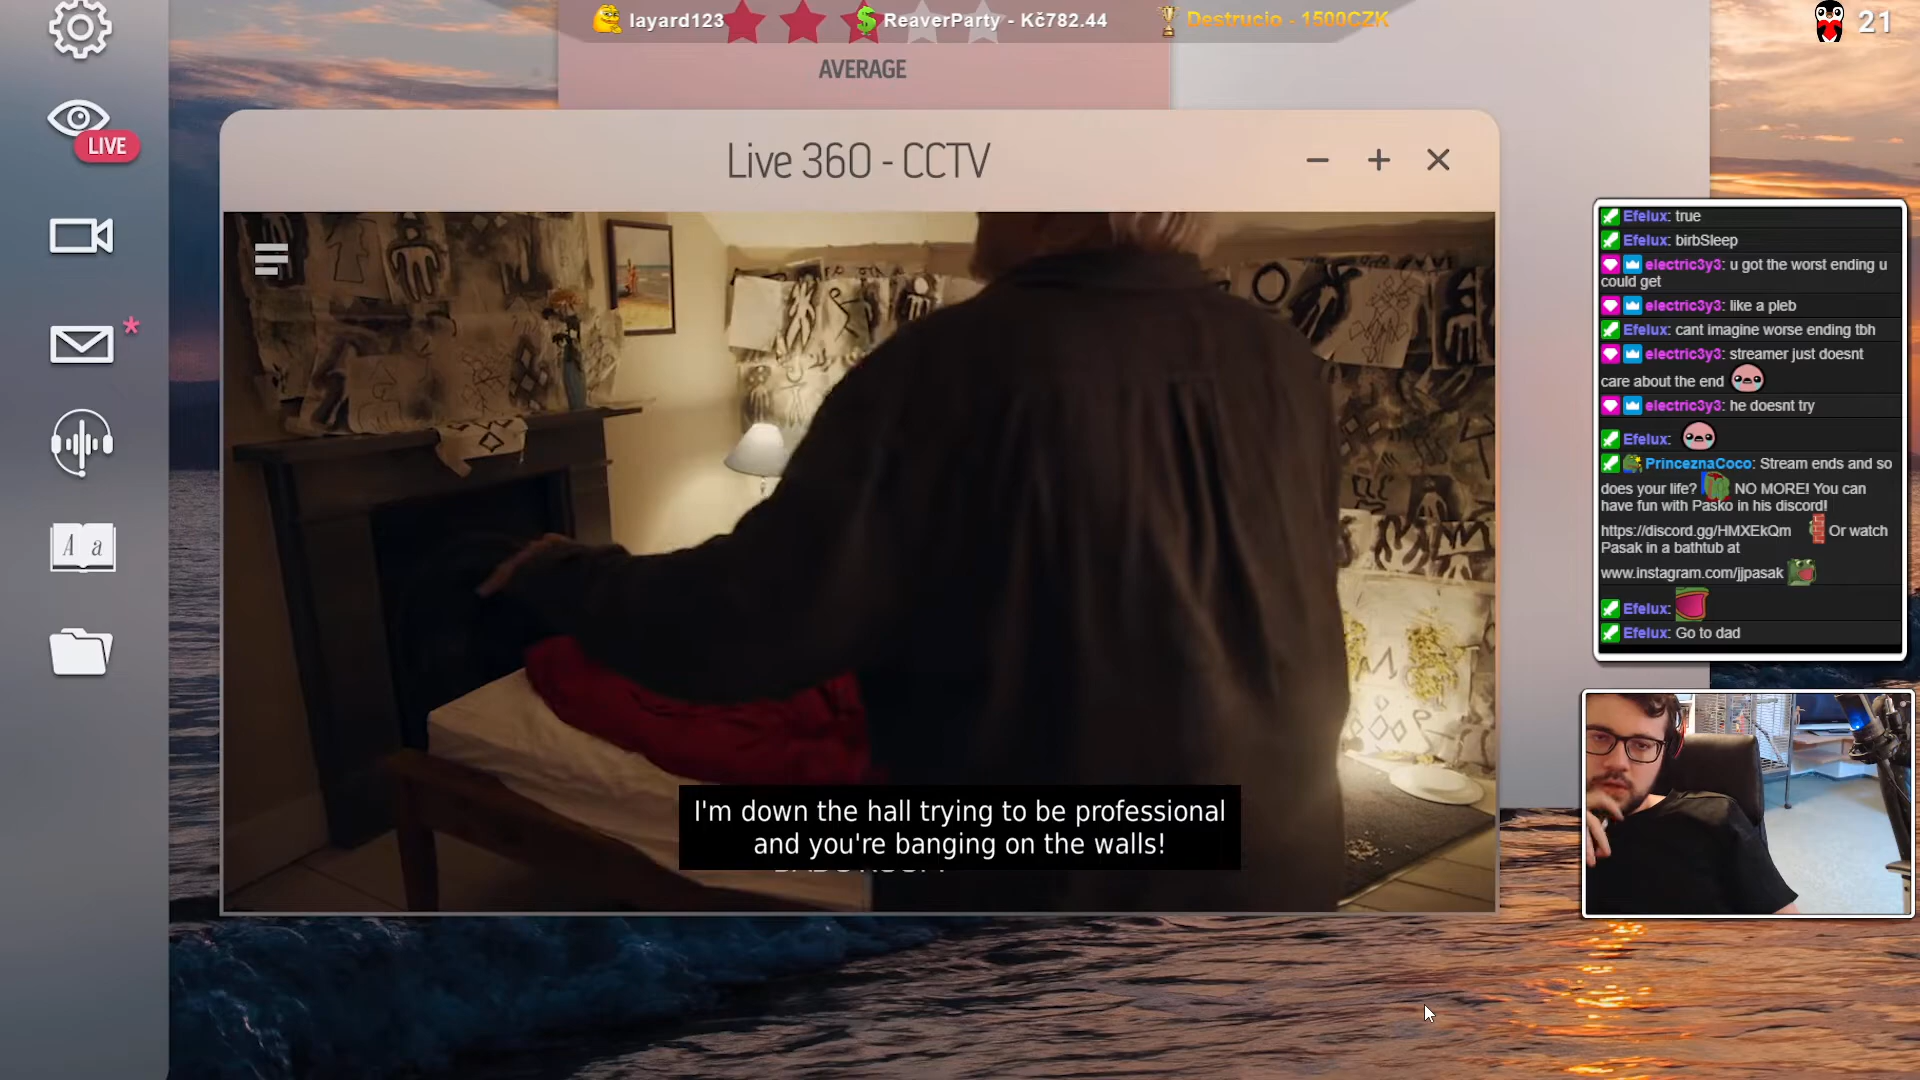 layard123
ReaverParty - Kč782.44
Destrucio - 1500CZK
21
AVERAGE
LIVE
Live 360 - CCTV
A a
I'm down the hall trying to be professional
and you're banging on the walls!
Efelux: true
Efelux: birbSleep
electric3y3: u got the worst ending u
could get
electric3y3: like a pleb
Efelux: cant imagine worse ending tbh
electric3y3: streamer just doesnt
care about the end
electric3y3: he doesnt try
Efelux:
PrinceznaCoco: Stream ends and so
does your life? NO MORE! You can
have fun with Pasko in his discord!
https://discord.gg/HMXEkQm Or watch
Pasak in a bathtub at
www.instagram.com/jjpasak
Efelux:
Efelux: Go to dad